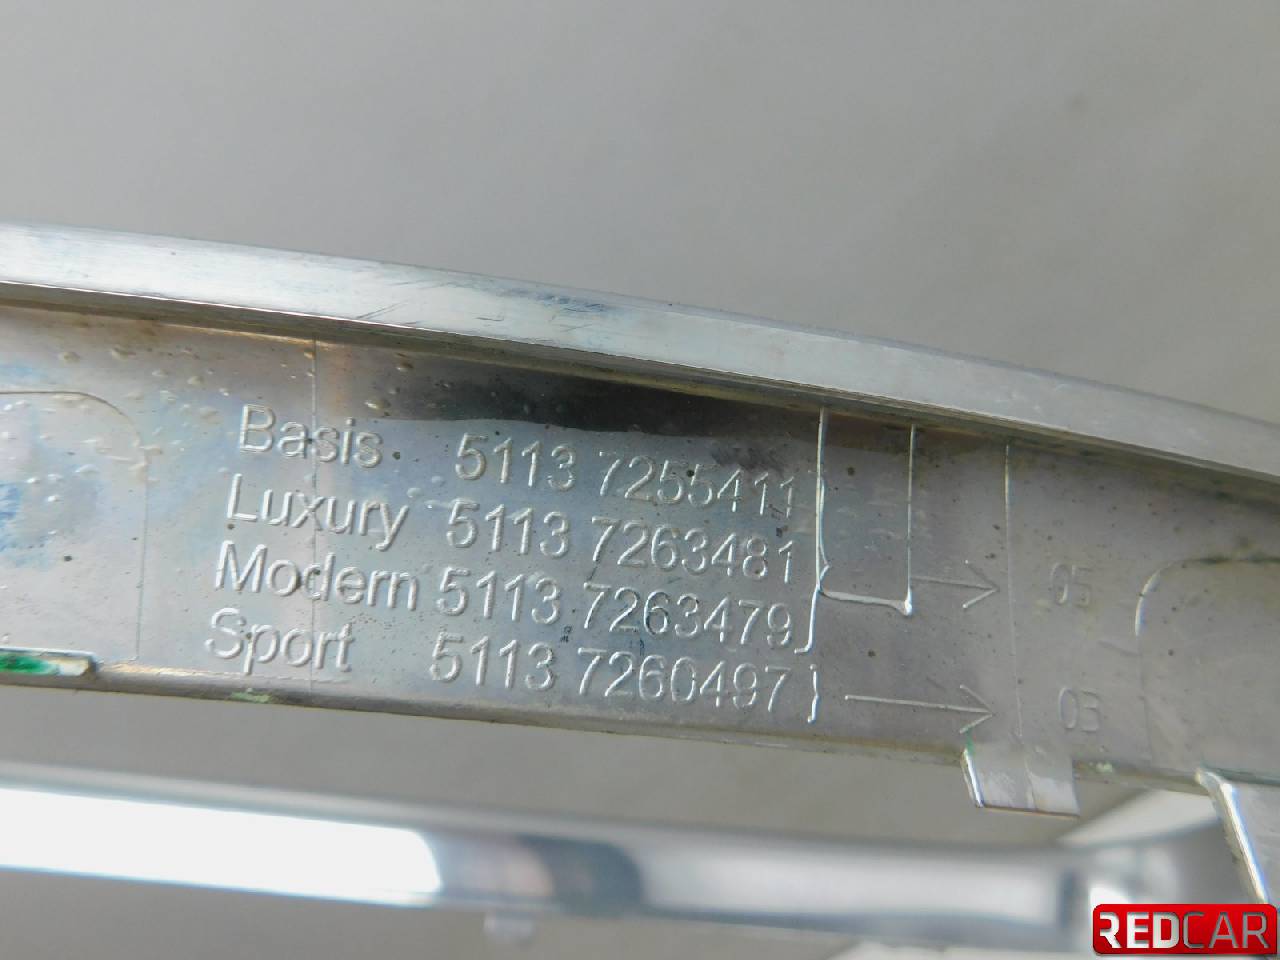 Basis 5113 7255411
Luxury 5113 7263481
Modern 5113 7263479
Sport 5113 7260497
05
03
REDCAR